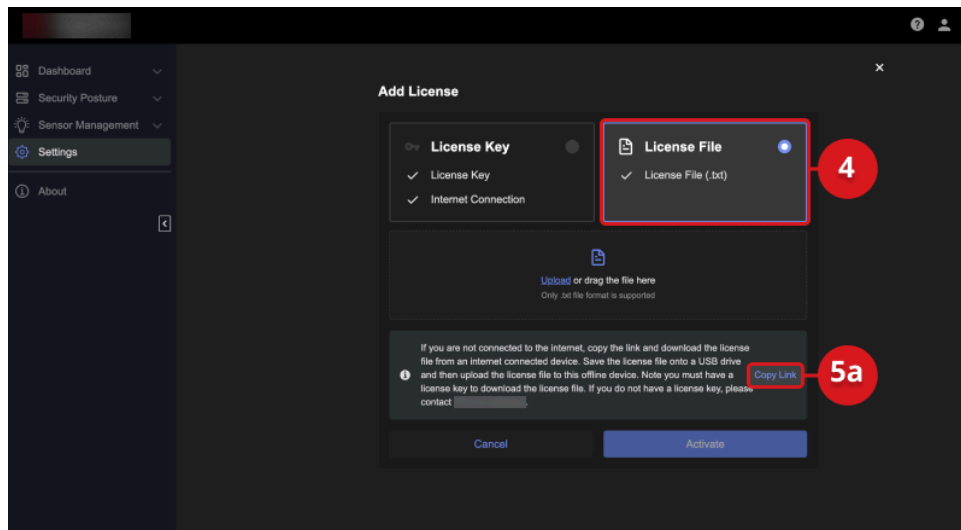 Dashboard
Security Posture
Sensor Management
Settings
About
Add License
License Key
License Key
Internet Connection
License File
License File (.txt)
4
Upload or drag the file here
Only .txt file format is supported
If you are not connected to the internet, copy the link and download the license
file from an internet connected device. Save the license file onto a USB drive
and then upload the license file to this offline device. Note you must have a
license key to download the license file. If you do not have a license key, please
contact
Copy Link
5a
Cancel
Activate